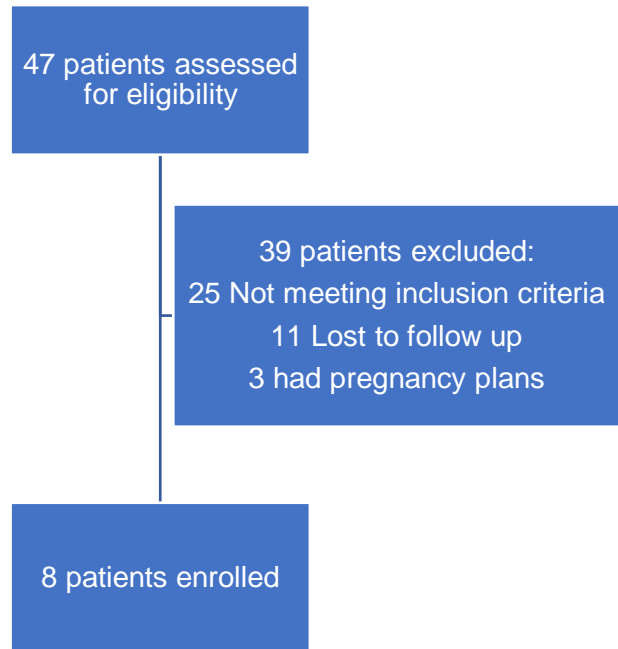 47 patients assessed
for eligibility
39 patients excluded:
25 Not meeting inclusion criteria
11 Lost to follow up
3 had pregnancy plans
8 patients enrolled